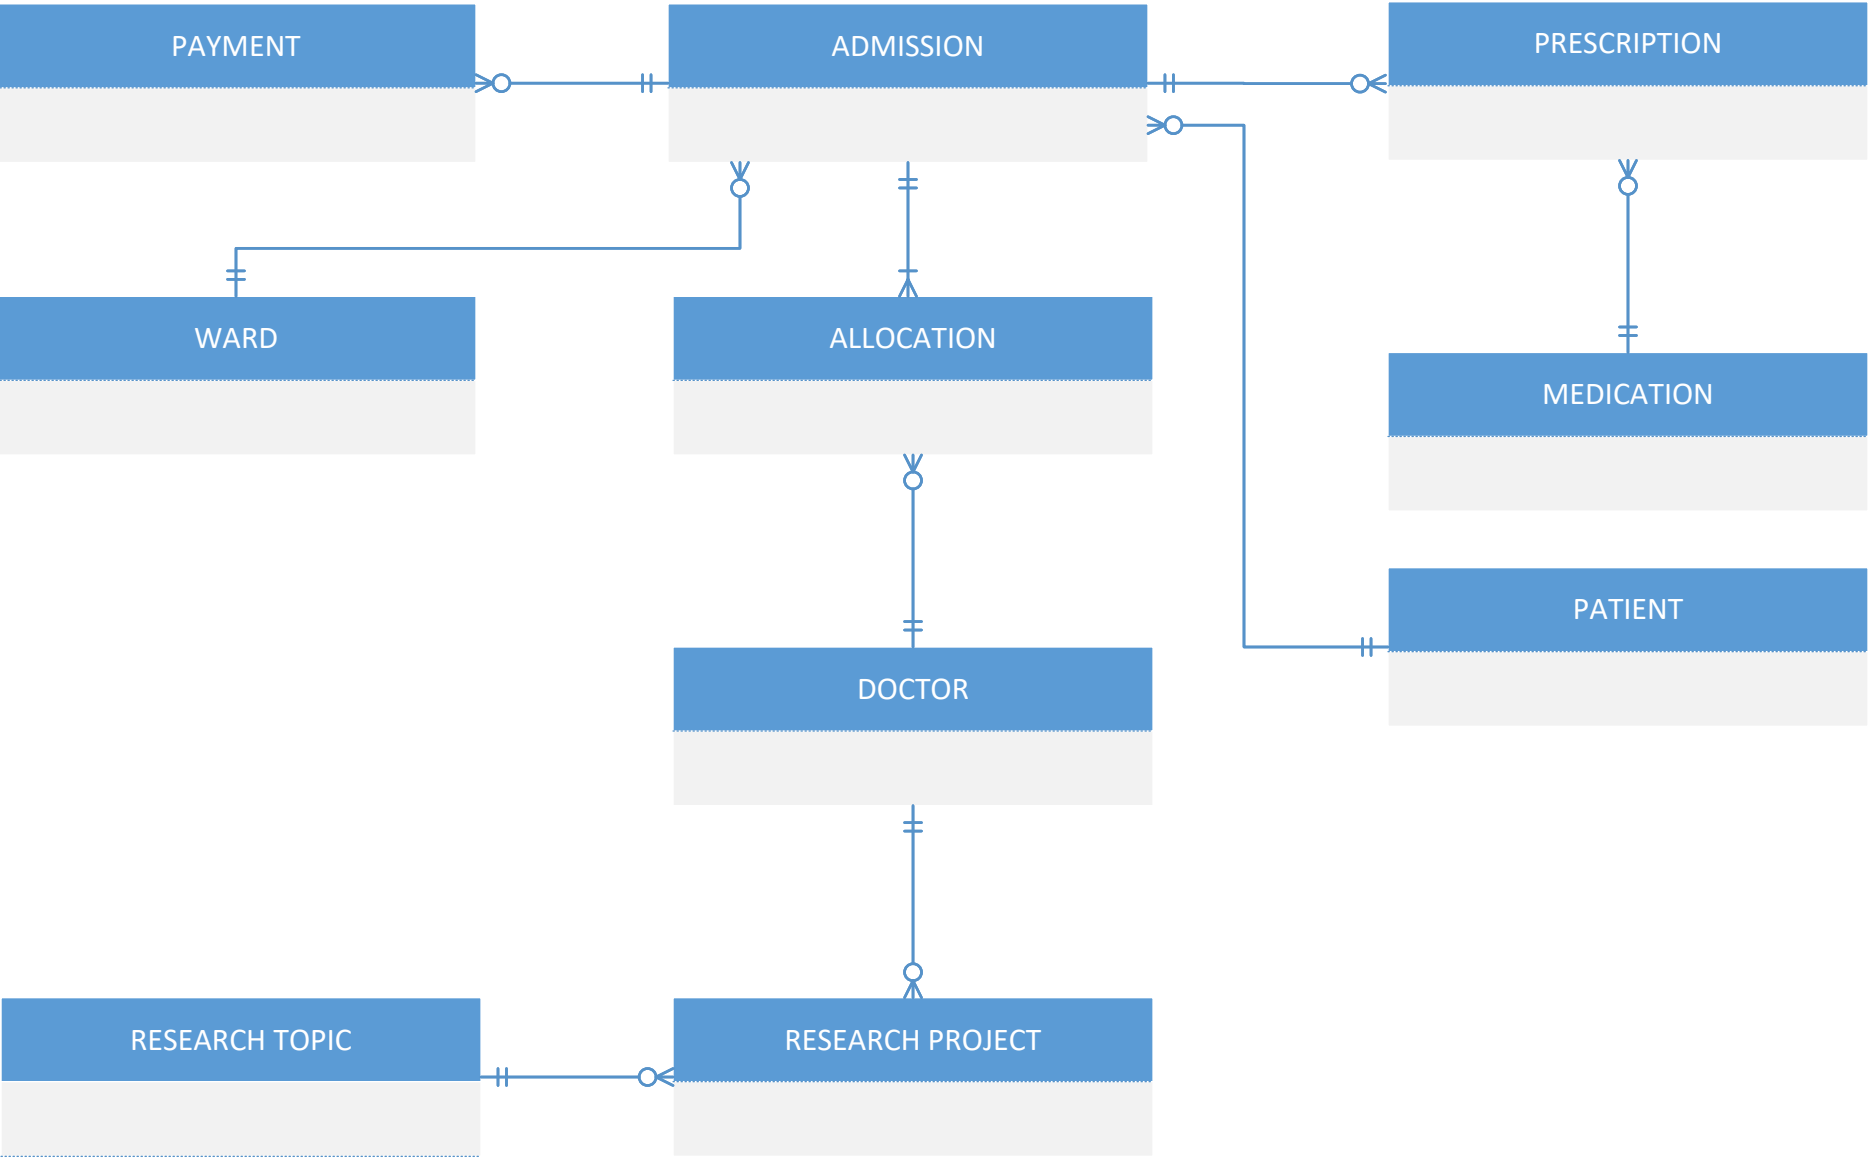 PAYMENT
ADMISSION
PRESCRIPTION
WARD
ALLOCATION
MEDICATION
PATIENT
DOCTOR
RESEARCH TOPIC
RESEARCH PROJECT